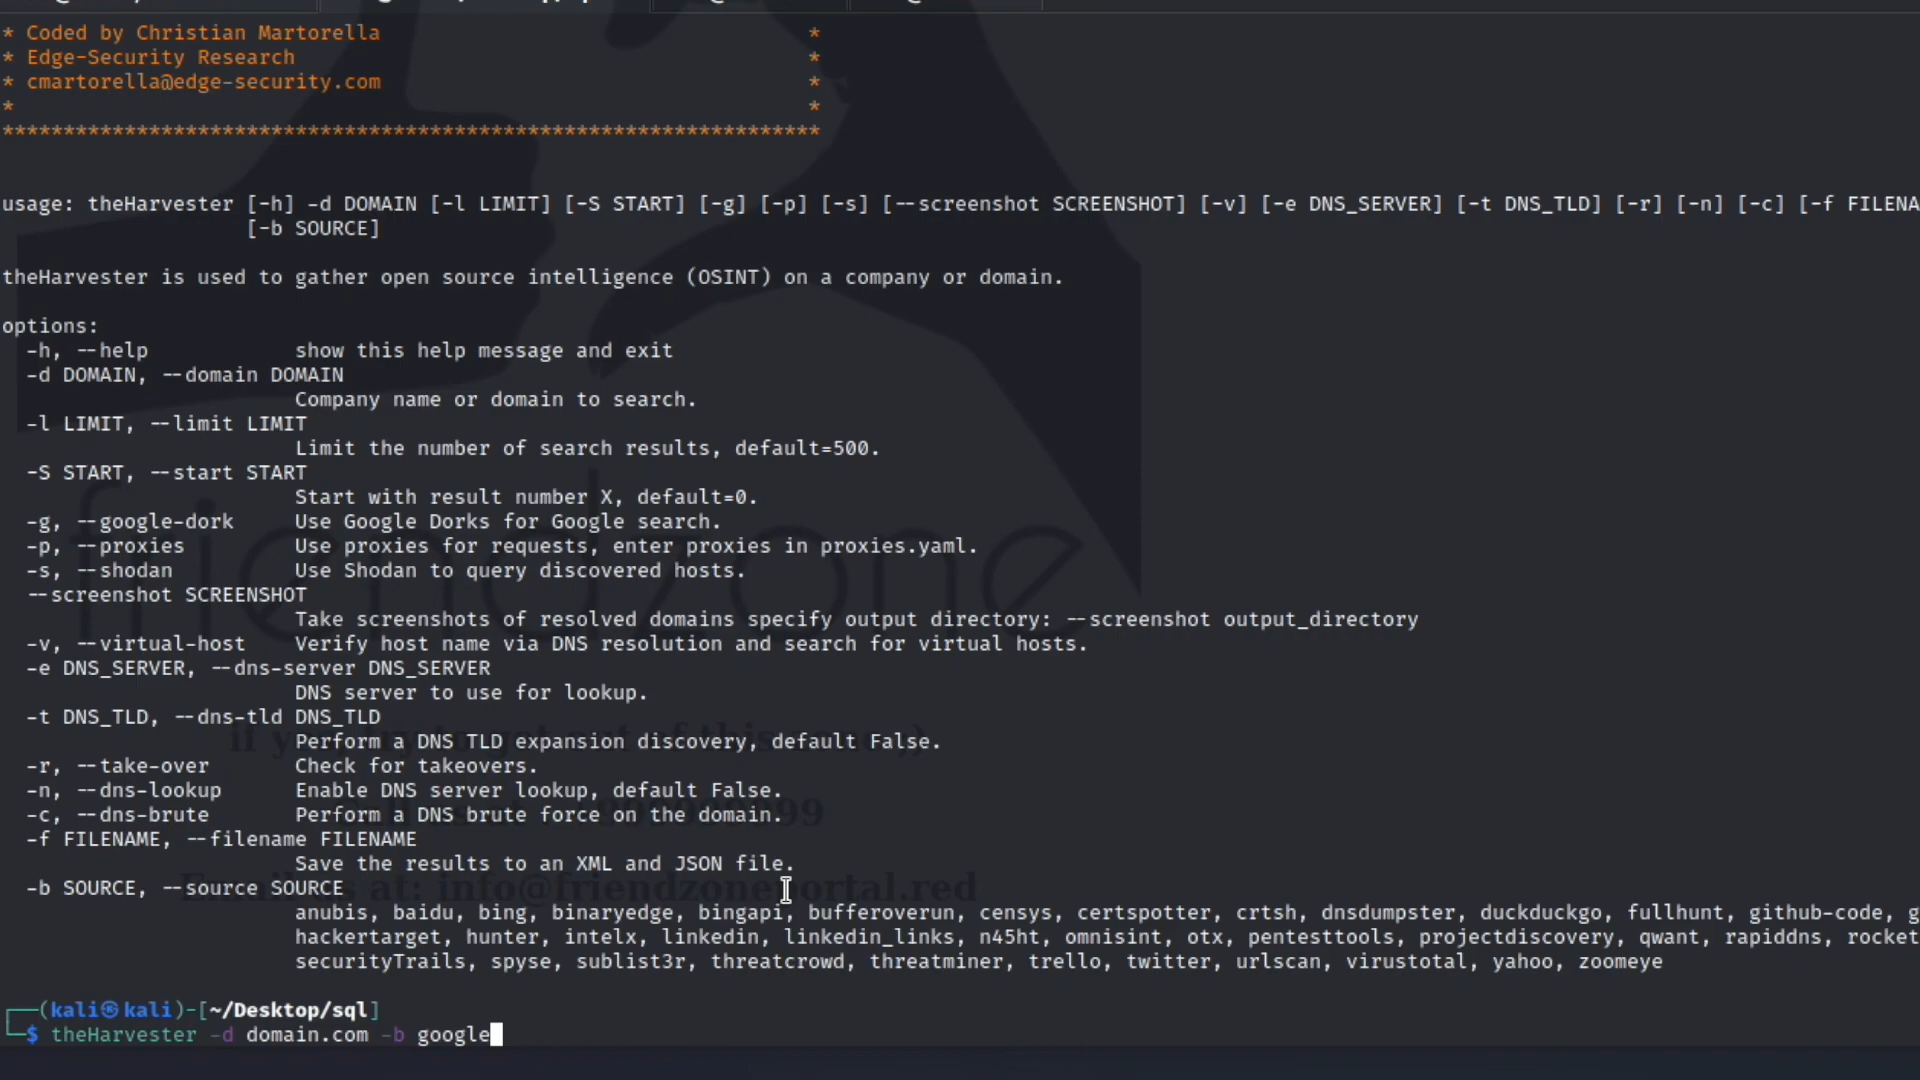 * Coded by Christian Martorella *
* Edge-Security Research *
* cmartorella@edge-security.com *
* *
*******************************************************************
usage: theHarvester [-h] -d DOMAIN [-l LIMIT] [-S START] [-g] [-p] [-s] [--screenshot SCREENSHOT] [-v] [-e DNS_SERVER] [-t DNS_TLD] [-r] [-n] [-c] [-f FILENA
[-b SOURCE]
theHarvester is used to gather open source intelligence (OSINT) on a company or domain.
options:
-h, --help show this help message and exit
-d DOMAIN, --domain DOMAIN
Company name or domain to search.
-l LIMIT, --limit LIMIT
Limit the number of search results, default=500.
-S START, --start START
Start with result number X, default=0.
-g, --google-dork Use Google Dorks for Google search.
-p, --proxies Use proxies for requests, enter proxies in proxies.yaml.
-s, --shodan Use Shodan to query discovered hosts.
--screenshot SCREENSHOT
Take screenshots of resolved domains specify output directory: --screenshot output_directory
-v, --virtual-host Verify host name via DNS resolution and search for virtual hosts.
-e DNS_SERVER, --dns-server DNS_SERVER
DNS server to use for lookup.
-t DNS_TLD, --dns-tld DNS_TLD
Perform a DNS TLD expansion discovery, default False.
-r, --take-over Check for takeovers.
-n, --dns-lookup Enable DNS server lookup, default False.
-c, --dns-brute Perform a DNS brute force on the domain.
-f FILENAME, --filename FILENAME
Save the results to an XML and JSON file.
-b SOURCE, --source SOURCE
anubis, baidu, bing, binaryedge, bingapi, bufferoverun, censys, certspotter, crtsh, dnsdumpster, duckduckgo, fullhunt, github-code, g
hackertarget, hunter, intelx, linkedin, linkedin_links, n45ht, omnisint, otx, pentesttools, projectdiscovery, qwant, rapiddns, rocket
securityTrails, spyse, sublist3r, threatcrowd, threatminer, trello, twitter, urlscan, virustotal, yahoo, zoomeye
(kali㉿kali)-[~/Desktop/sql]
$ theHarvester -d domain.com -b google
friendzone